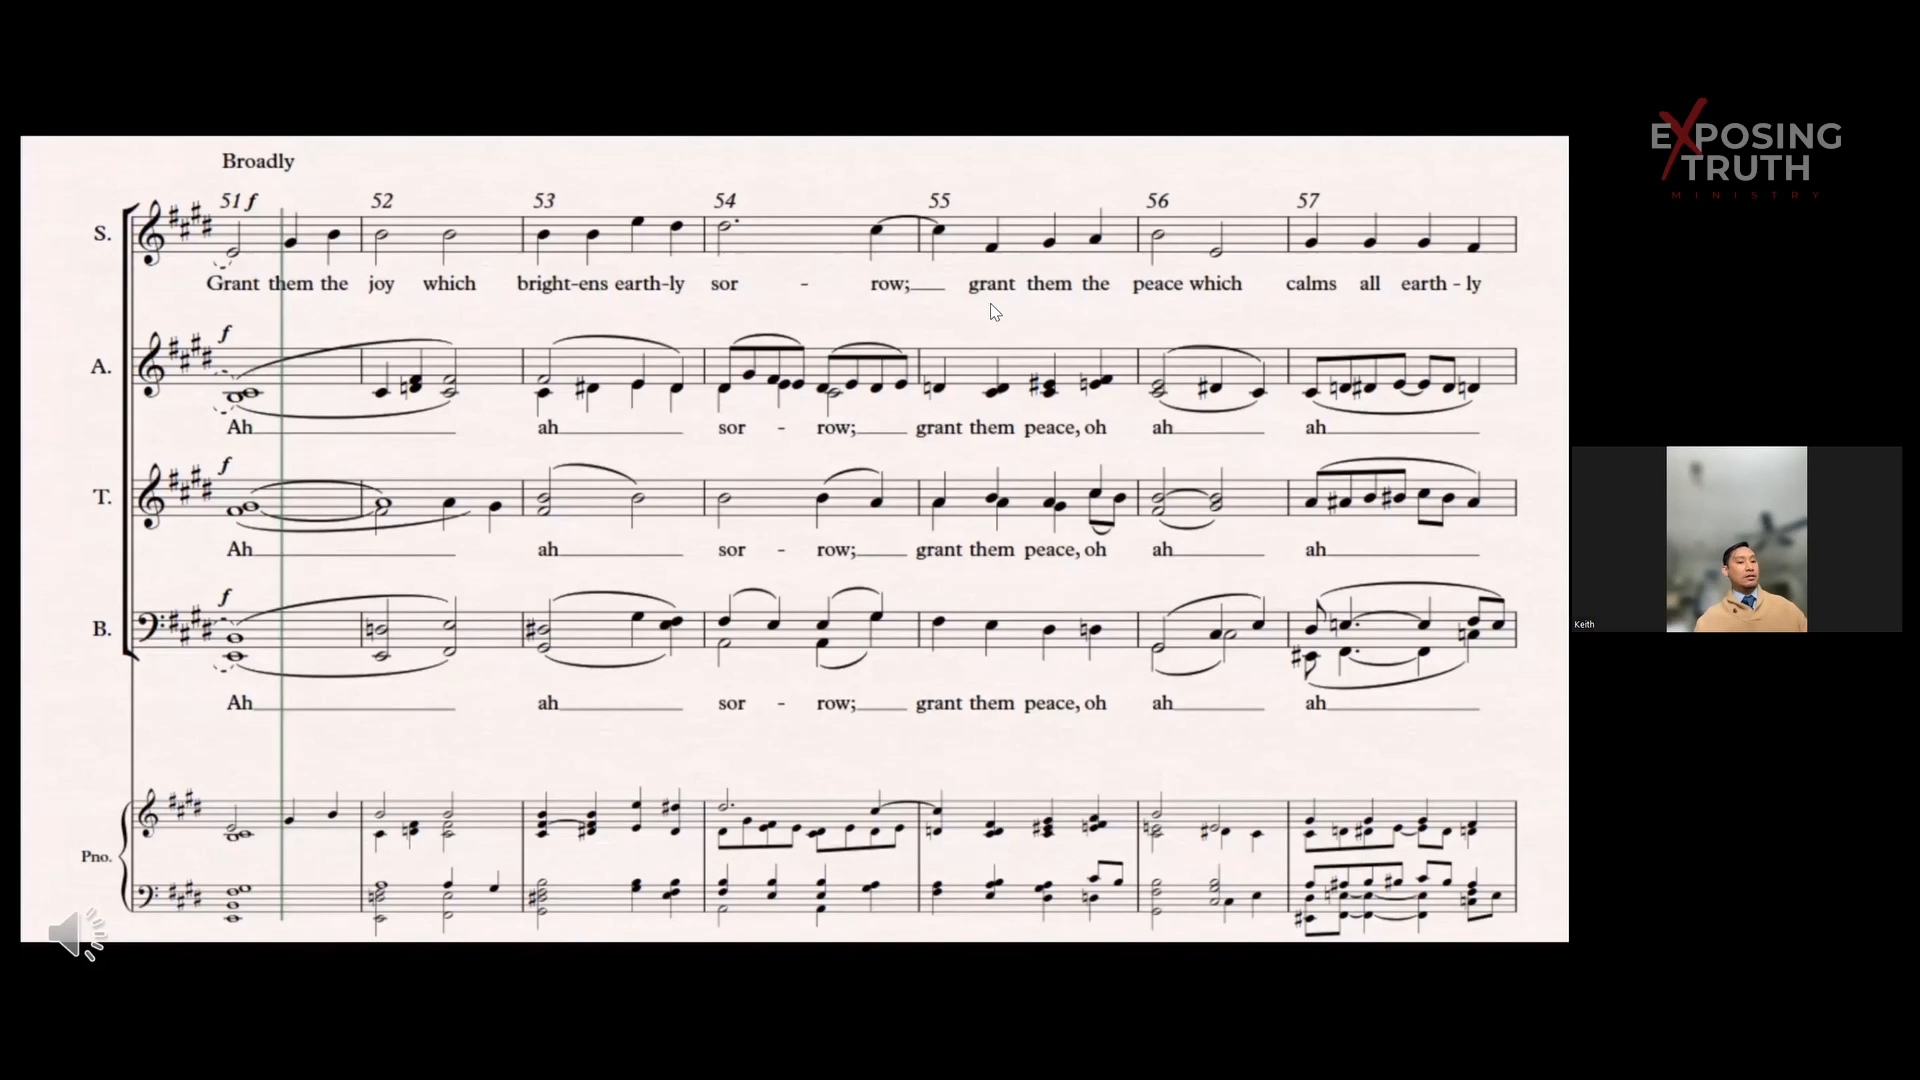 EXPOSING
TRUTH
MINISTRY
Broadly
51 f 52 53 54 55 56 57
S.
Grant them the joy which bright-ens earth-ly sor - row; grant them the peace which calms all earth - ly
f
A.
Ah ah sor - row; grant them peace, oh ah ah
f
T.
Ah ah sor - row; grant them peace, oh ah ah
f
B.
Ah ah sor - row; grant them peace, oh ah ah
Pno.
Keith